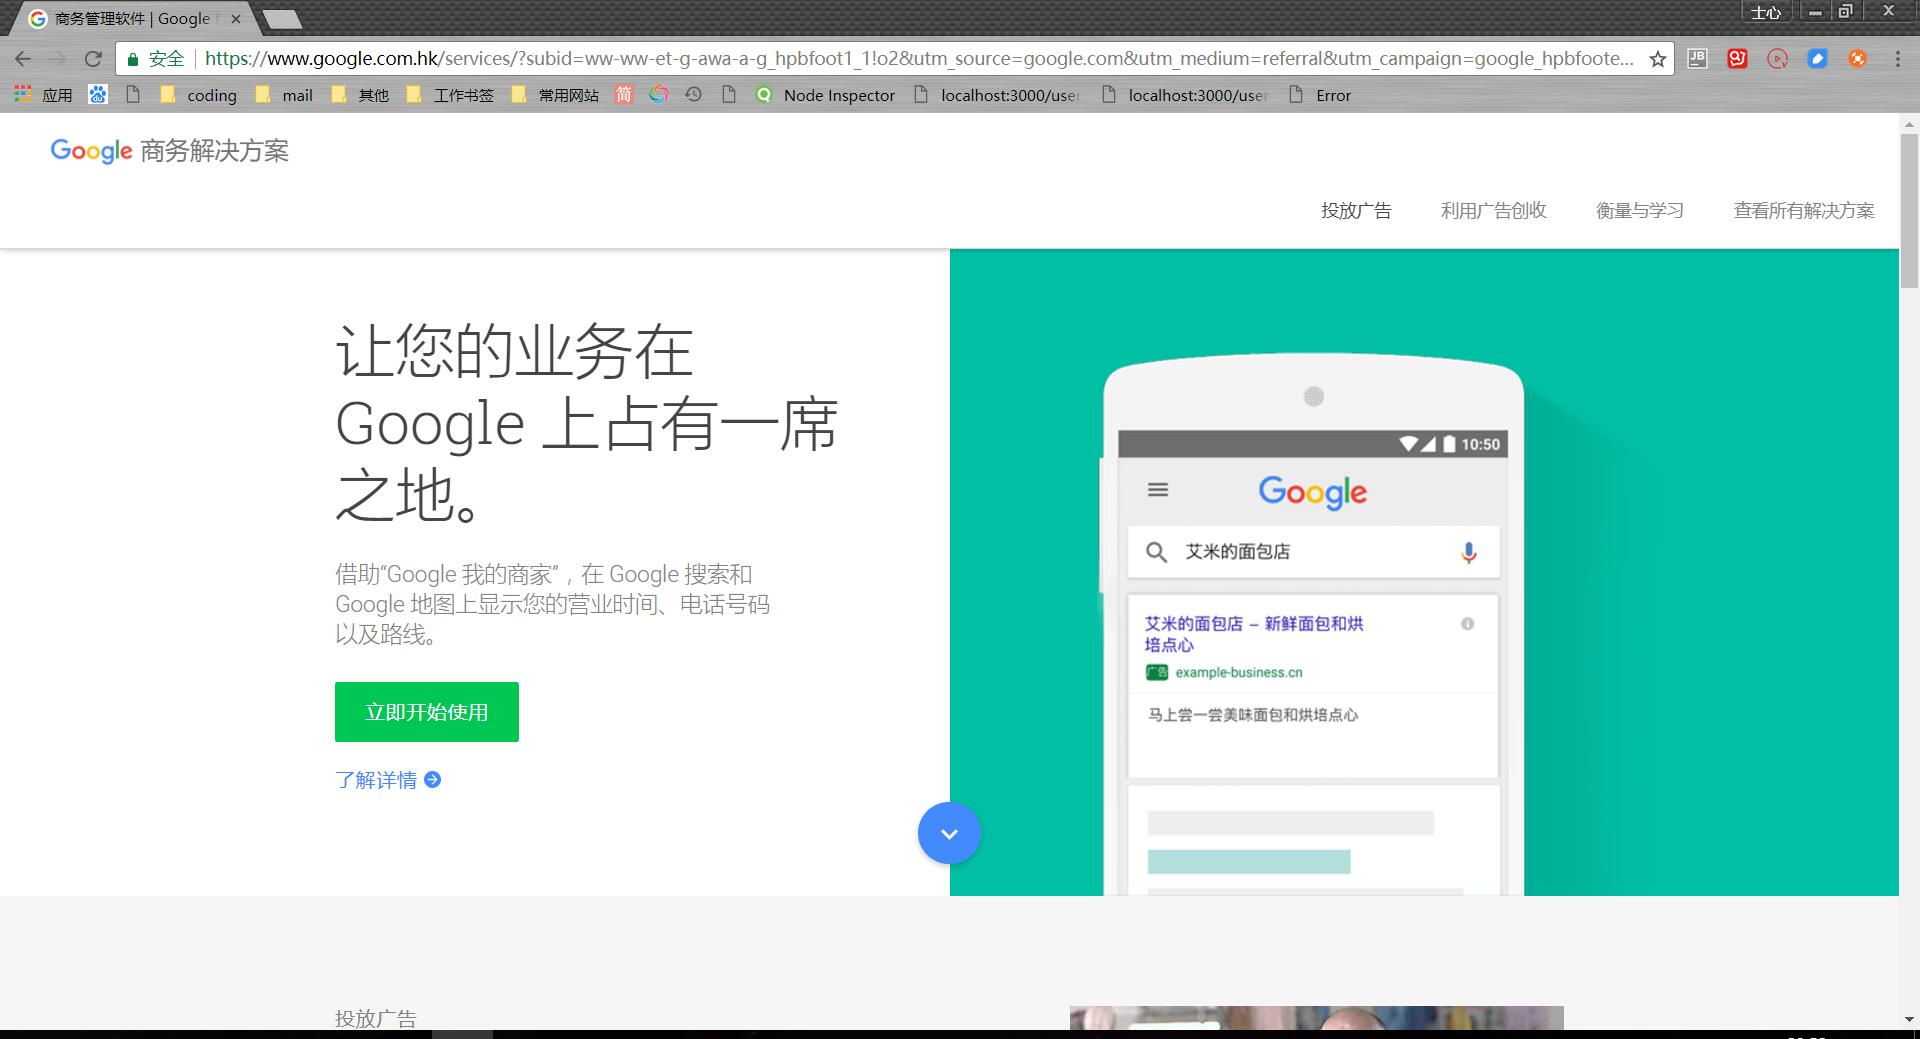 商务管理软件 | Google
士心
安全 https://www.google.com.hk/services/?subid=ww-ww-et-g-awa-a-g_hpbfoot1_1!o2&utm_source=google.com&utm_medium=referral&utm_campaign=google_hpbfoote...
应用 coding mail 其他 工作书签 常用网站 简 Node Inspector localhost:3000/user localhost:3000/user Error
Google 商务解决方案
投放广告 利用广告创收 衡量与学习 查看所有解决方案
让您的业务在
Google 上占有一席
之地。
借助“Google 我的商家”，在 Google 搜索和
Google 地图上显示您的营业时间、电话号码
以及路线。
立即开始使用
了解详情
10:50
Google
艾米的面包店
艾米的面包店 – 新鲜面包和烘
培点心
广告 example-business.cn
马上尝一尝美味面包和烘培点心
投放广告